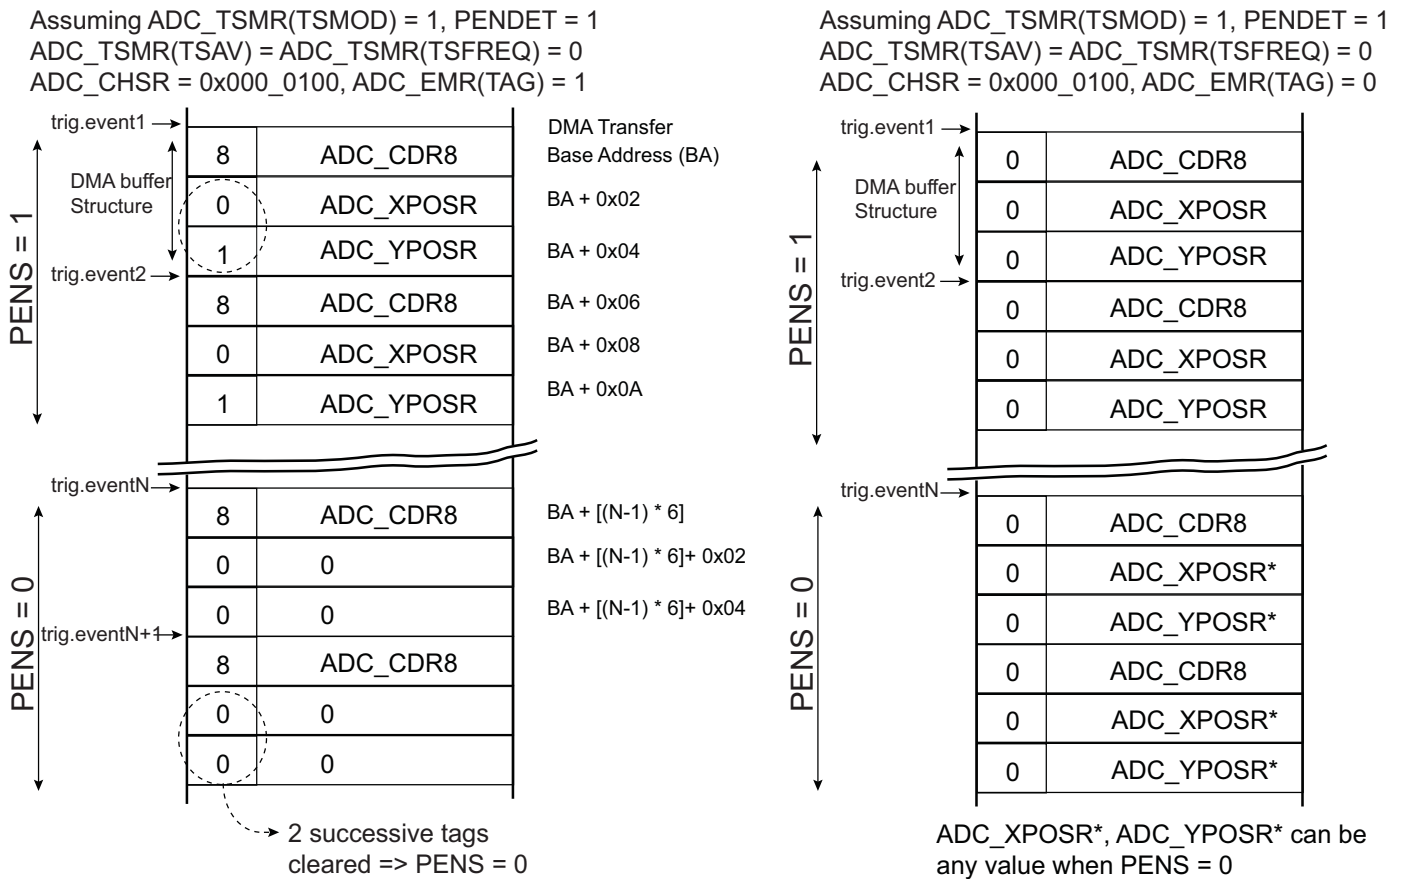 Assuming ADC_TSMR(TSMOD) = 1, PENDET = 1
ADC_TSMR(TSAV) = ADC_TSMR(TSFREQ) = 0
ADC_CHSR = 0x000_0100, ADC_EMR(TAG) = 1
trig.event1
DMA Transfer
8 ADC_CDR8 Base Address (BA)
DMA buffer
Structure
0 ADC_XPOSR BA + 0x02
1 ADC_YPOSR BA + 0x04
PENS = 1
trig.event2
8 ADC_CDR8 BA + 0x06
0 ADC_XPOSR BA + 0x08
1 ADC_YPOSR BA + 0x0A
trig.eventN
8 ADC_CDR8 BA + [(N-1) * 6]
0 0 BA + [(N-1) * 6]+ 0x02
0 0 BA + [(N-1) * 6]+ 0x04
PENS = 0
trig.eventN+1
8 ADC_CDR8
0 0
0 0
2 successive tags
cleared => PENS = 0
Assuming ADC_TSMR(TSMOD) = 1, PENDET = 1
ADC_TSMR(TSAV) = ADC_TSMR(TSFREQ) = 0
ADC_CHSR = 0x000_0100, ADC_EMR(TAG) = 0
trig.event1
0 ADC_CDR8
DMA buffer
Structure
0 ADC_XPOSR
0 ADC_YPOSR
PENS = 1
trig.event2
0 ADC_CDR8
0 ADC_XPOSR
0 ADC_YPOSR
trig.eventN
0 ADC_CDR8
0 ADC_XPOSR*
0 ADC_YPOSR*
PENS = 0
0 ADC_CDR8
0 ADC_XPOSR*
0 ADC_YPOSR*
ADC_XPOSR*, ADC_YPOSR* can be
any value when PENS = 0